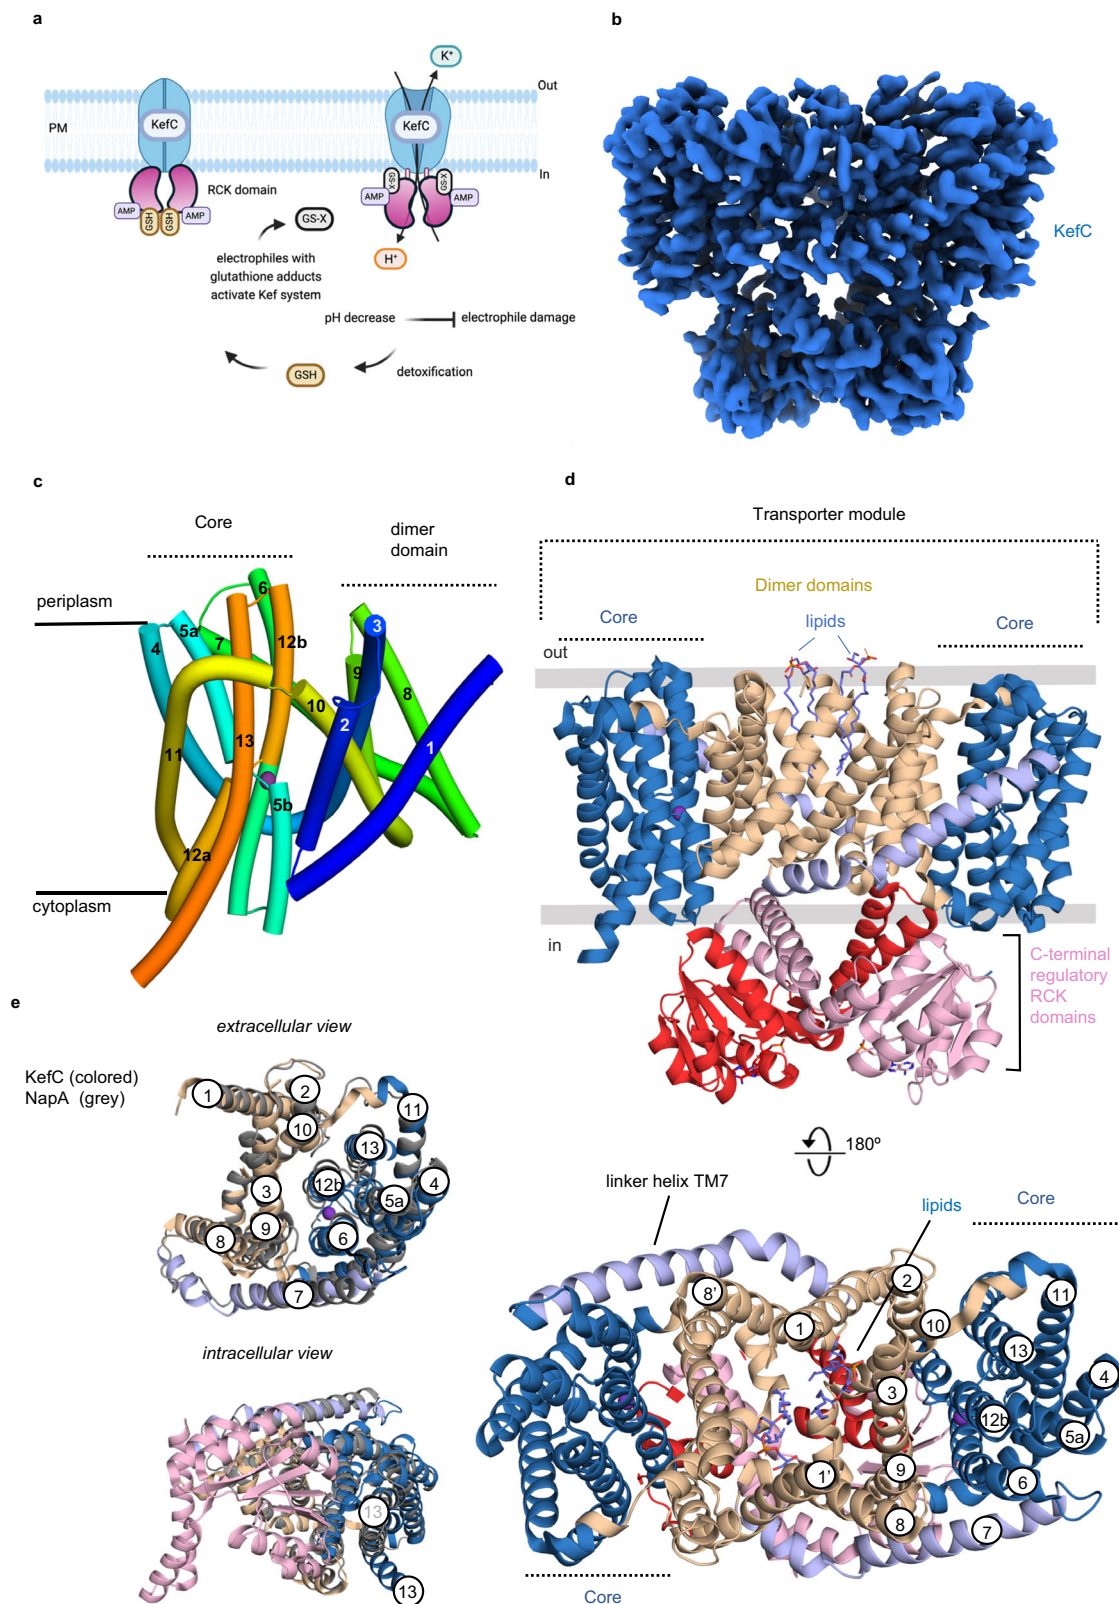 a
K⁺
Out
KefC
KefC
PM
In
RCK domain
GS-X
GS-X
AMP
AMP
AMP
AMP
GSH
GSH
GS-X
H⁺
electrophiles with
glutathione adducts
activate Kef system
pH decrease
electrophile damage
GSH
detoxification
b
KefC
c
Core
dimer
domain
periplasm
6
5a
4
7
12b
3
9
8
10
2
11
13
1
5b
12a
cytoplasm
d
Transporter module
Dimer domains
Core
lipids
Core
out
in
C-terminal
regulatory
RCK
domains
180º
linker helix TM7
lipids
Core
2
8'
11
1
10
13
4
3
12b
5a
9
6
1'
8
7
Core
e
extracellular view
KefC (colored)
NapA (grey)
1
2
11
10
13
12b
4
3
5a
9
6
8
7
intracellular view
13
13